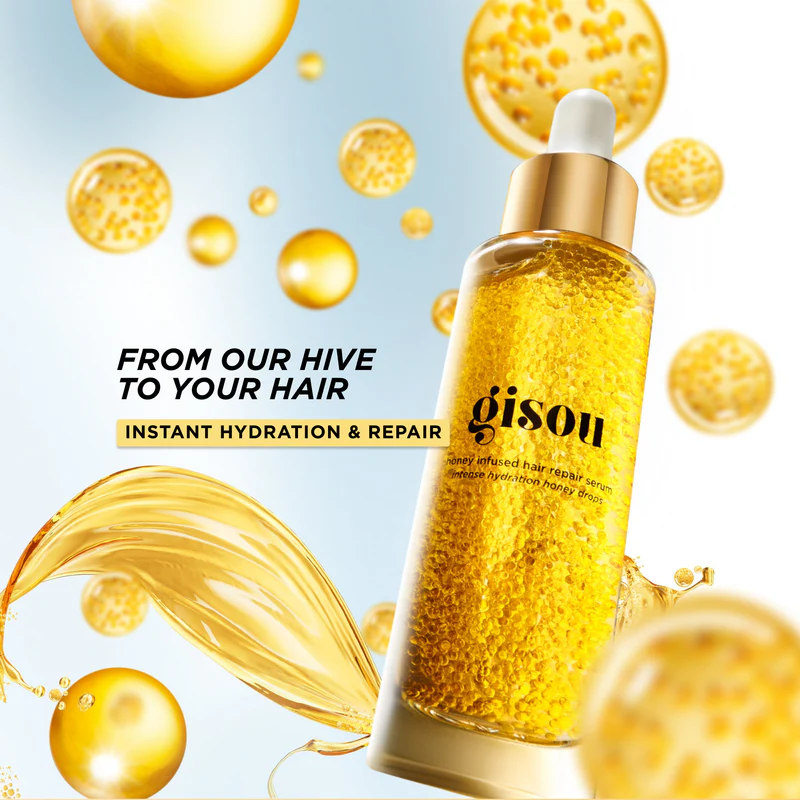 FROM OUR HIVE
TO YOUR HAIR
INSTANT HYDRATION & REPAIR
gisou
honey infused hair repair serum
intense hydration honey drops